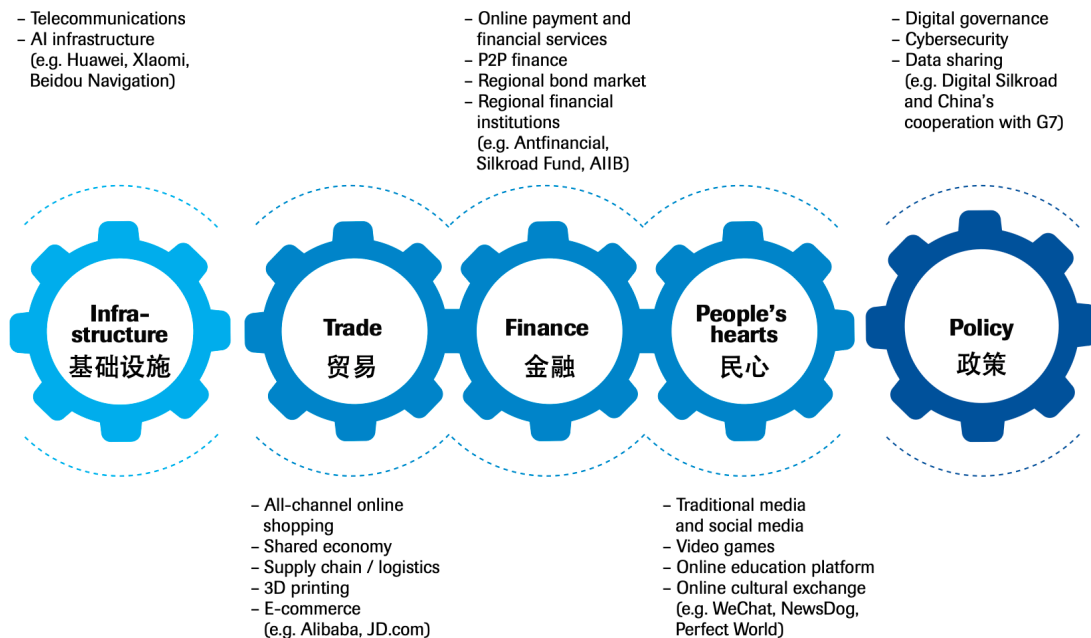 – Telecommunications
– AI infrastructure
(e.g. Huawei, XIaomi,
Beidou Navigation)
– Online payment and
financial services
– P2P finance
– Regional bond market
– Regional financial
institutions
(e.g. Antfinancial,
Silkroad Fund, AIIB)
– Digital governance
– Cybersecurity
– Data sharing
(e.g. Digital Silkroad
and China's
cooperation with G7)
Infra-
structure
基础设施
Trade
贸易
Finance
金融
People's
hearts
民心
Policy
政策
– All-channel online
shopping
– Shared economy
– Supply chain / logistics
– 3D printing
– E-commerce
(e.g. Alibaba, JD.com)
– Traditional media
and social media
– Video games
– Online education platform
– Online cultural exchange
(e.g. WeChat, NewsDog,
Perfect World)